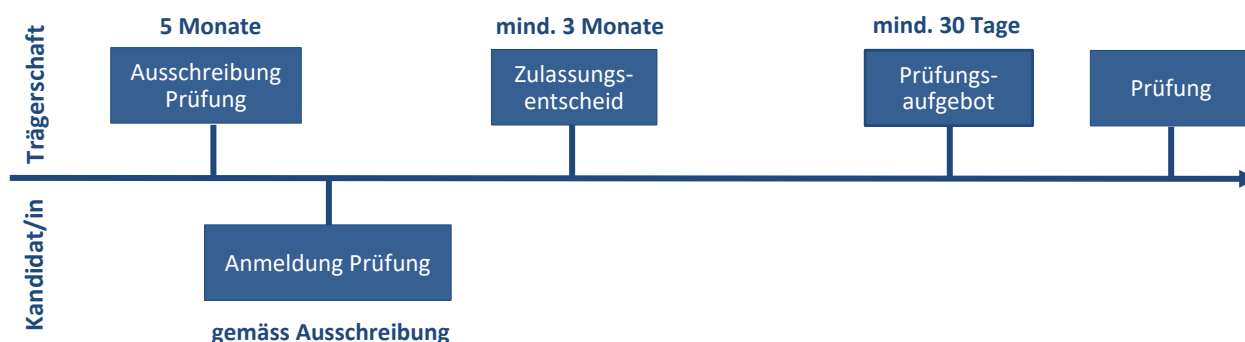 5 Monate
mind. 3 Monate
mind. 30 Tage
Trägerschaft
Ausschreibung
Prüfung
Zulassungs-
entscheid
Prüfungs-
aufgebot
Prüfung
Kandidat/in
Anmeldung Prüfung
gemäss Ausschreibung